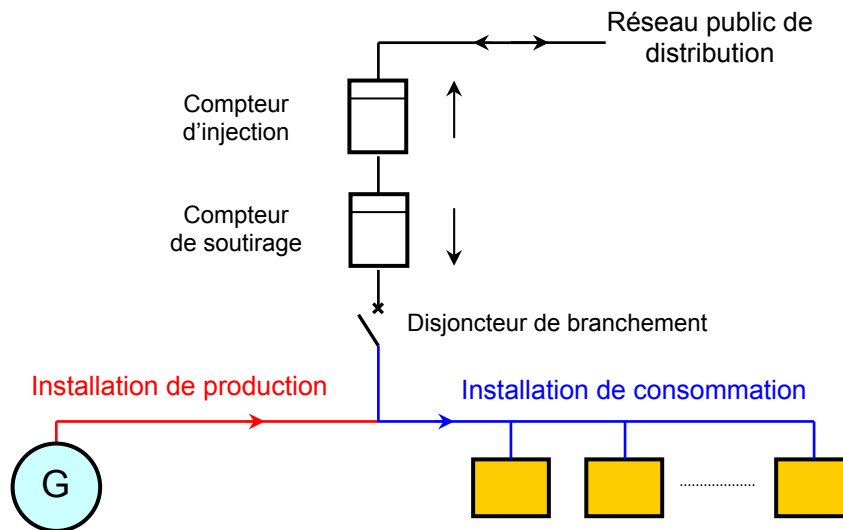 Réseau public de
distribution
Compteur
d'injection
Compteur
de soutirage
Disjoncteur de branchement
Installation de production
Installation de consommation
G